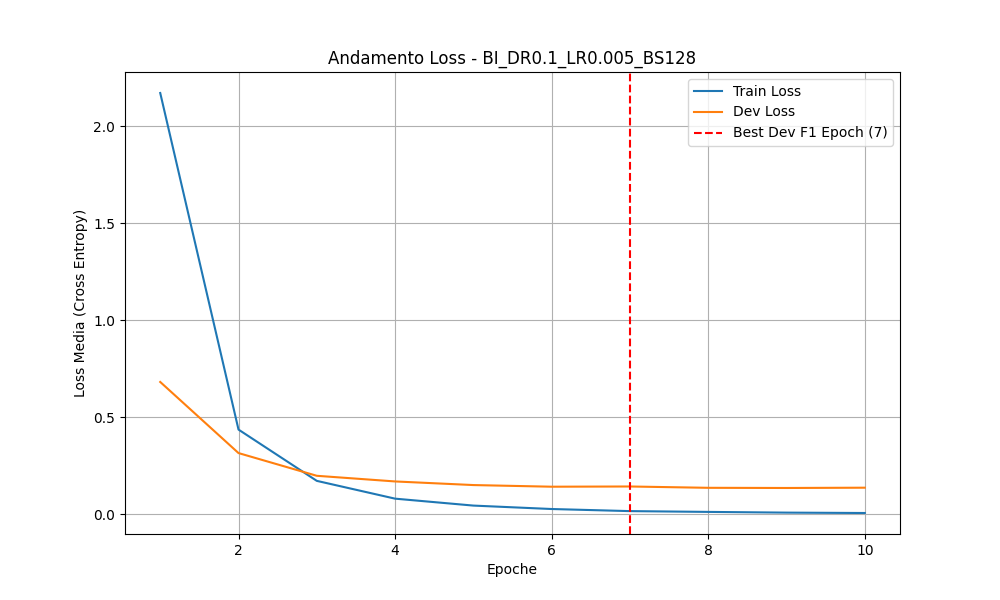 Andamento Loss - BI_DR0.1_LR0.005_BS128
Train Loss
Dev Loss
Best Dev F1 Epoch (7)
Loss Media (Cross Entropy)
2.0
1.5
1.0
0.5
0.0
2 4 6 8 10
Epoche